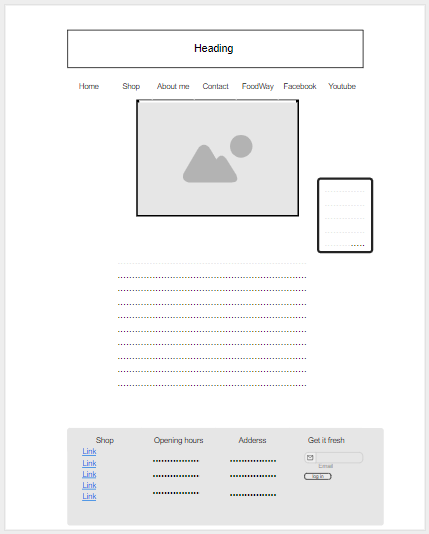 Heading
Home Shop About me Contact FoodWay Facebook Youtube
Shop Opening hours Adderss Get it fresh
Link
Link
Link
Link
Link
Email
log in